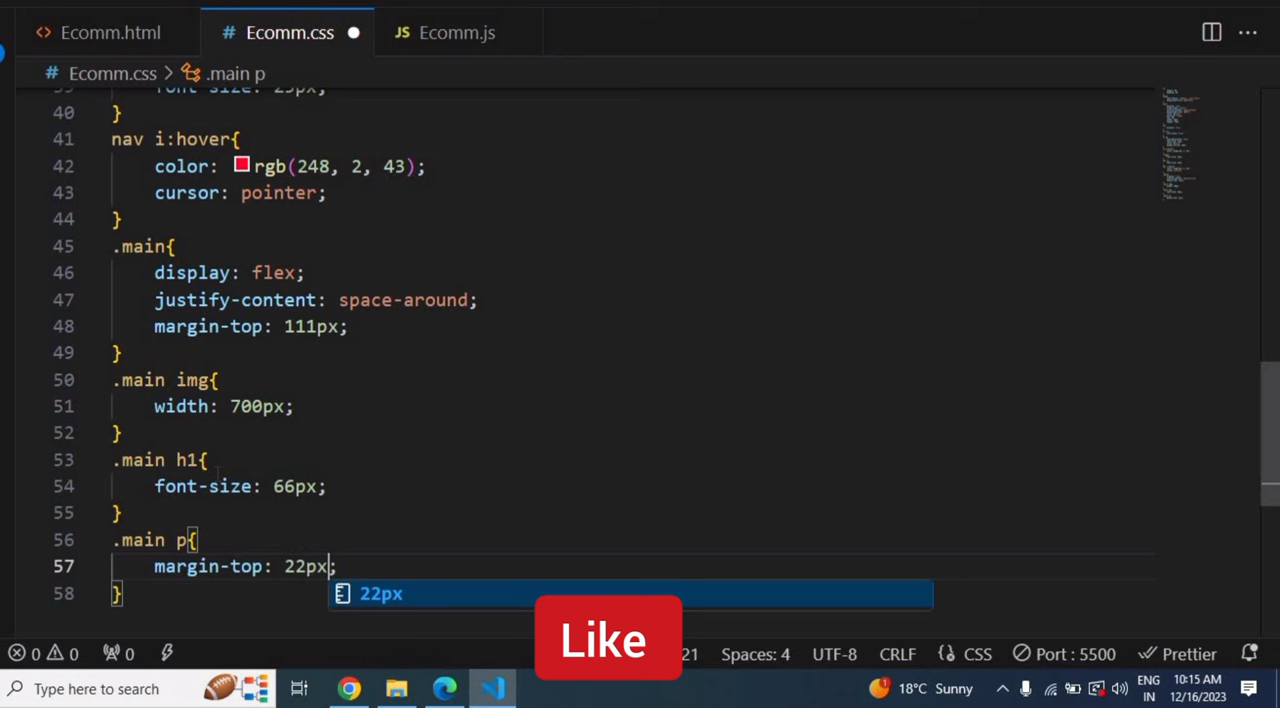 Ecomm.html
# Ecomm.css
JS Ecomm.js
# Ecomm.css > .main p
40 }
41 nav i:hover{
42 color: rgb(248, 2, 43);
43 cursor: pointer;
44 }
45 .main{
46 display: flex;
47 justify-content: space-around;
48 margin-top: 111px;
49 }
50 .main img{
51 width: 700px;
52 }
53 .main h1{
54 font-size: 66px;
55 }
56 .main p{
57 margin-top: 22px;
58 }
22px
Like
0 0 0 21 Spaces: 4 UTF-8 CRLF {} CSS Port : 5500 Prettier
Type here to search
18°C Sunny
ENG
IN
10:15 AM
12/16/2023